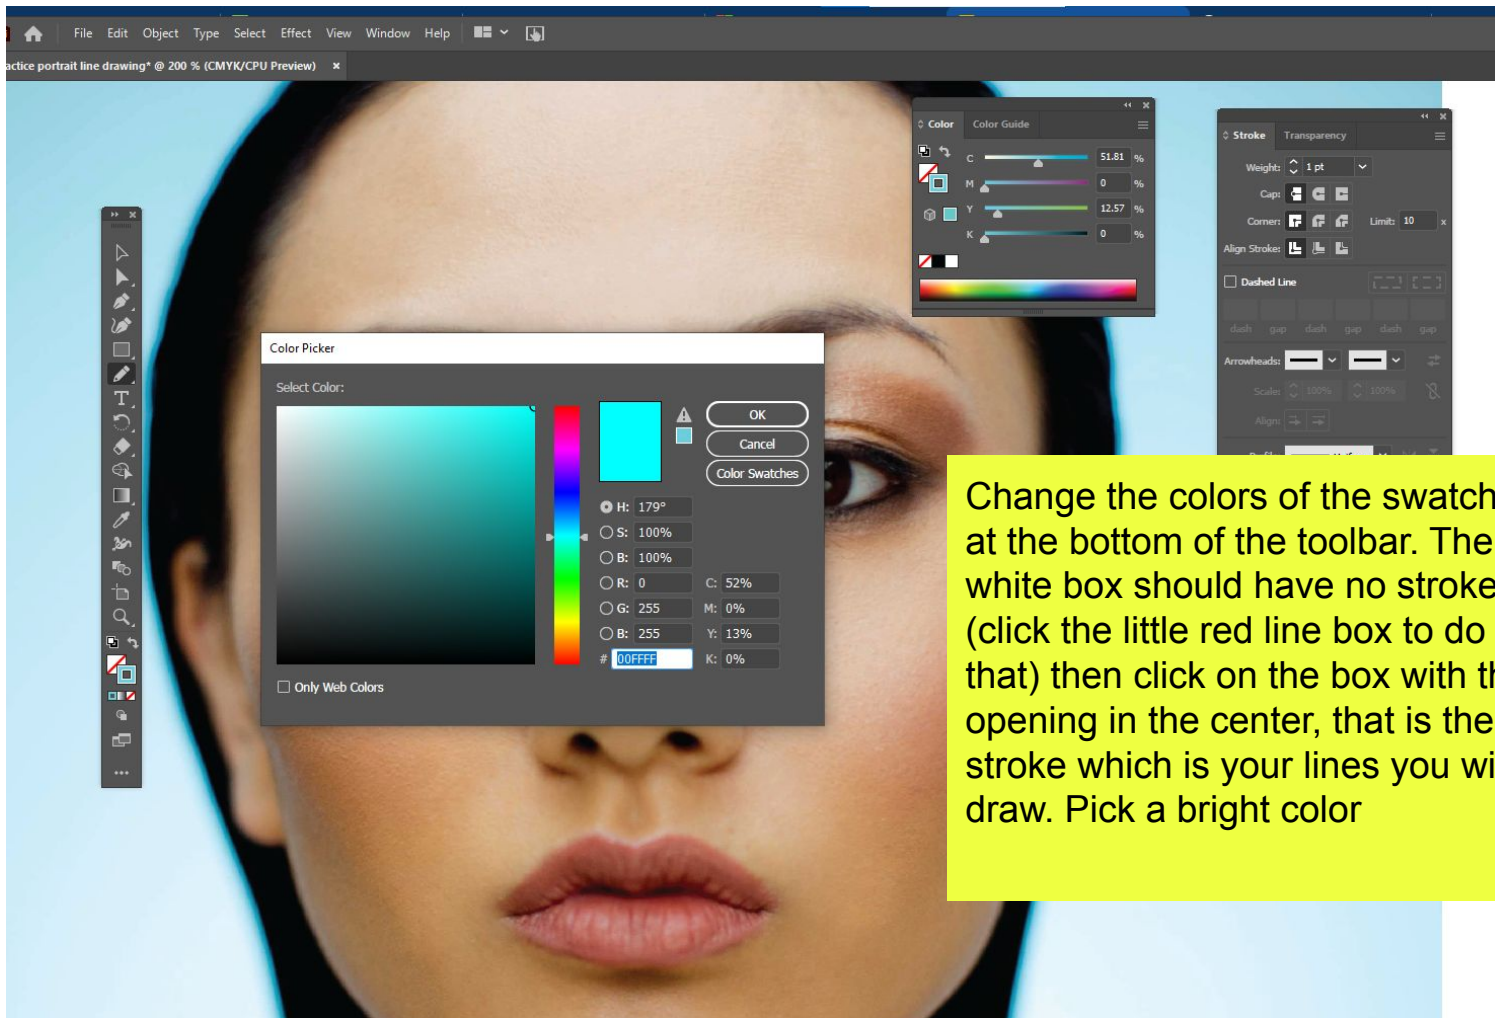 File Edit Object Type Select Effect View Window Help
actice portrait line drawing* @ 200 % (CMYK/CPU Preview) ×
Color Color Guide
C 51.81 %
M 0 %
Y 12.57 %
K 0 %
Stroke Transparency
Weight: 1 pt
Cap:
Corner: Limit: 10 x
Align Stroke:
Dashed Line
dash gap dash gap dash gap
Arrowheads:
Scale: 100% 100%
Align:
Color Picker
Select Color:
OK
Cancel
Color Swatches
H: 179°
S: 100%
B: 100%
R: 0 C: 52%
G: 255 M: 0%
B: 255 Y: 13%
# 00FFFF K: 0%
Only Web Colors
T
Change the colors of the swatch
at the bottom of the toolbar. The
white box should have no stroke
(click the little red line box to do
that) then click on the box with th
opening in the center, that is the
stroke which is your lines you wi
draw. Pick a bright color